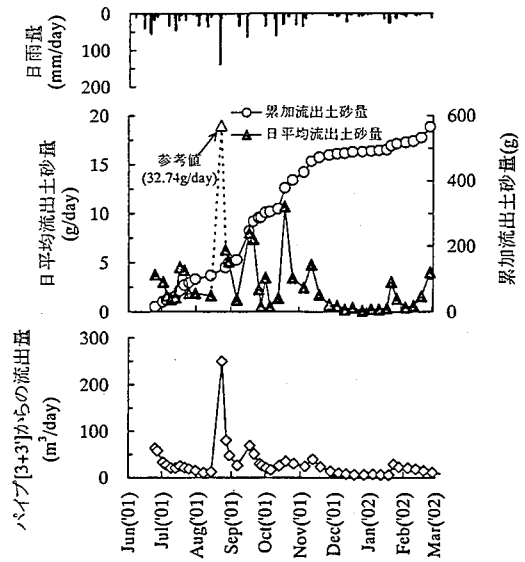 日雨量
(mm/day)
0
100
200
日平均流出土砂量
(g/day)
20
15
10
5
0
累加流出土砂量
日平均流出土砂量
参考値
(32.74g/day)
600
400
200
0
累加流出土砂量(g)
パイプ[3+3']からの流出量
(m³/day)
300
200
100
0
Jun('01)
Jul('01)
Aug('01)
Sep('01)
Oct('01)
Nov('01)
Dec('01)
Jan('02)
Feb('02)
Mar('02)